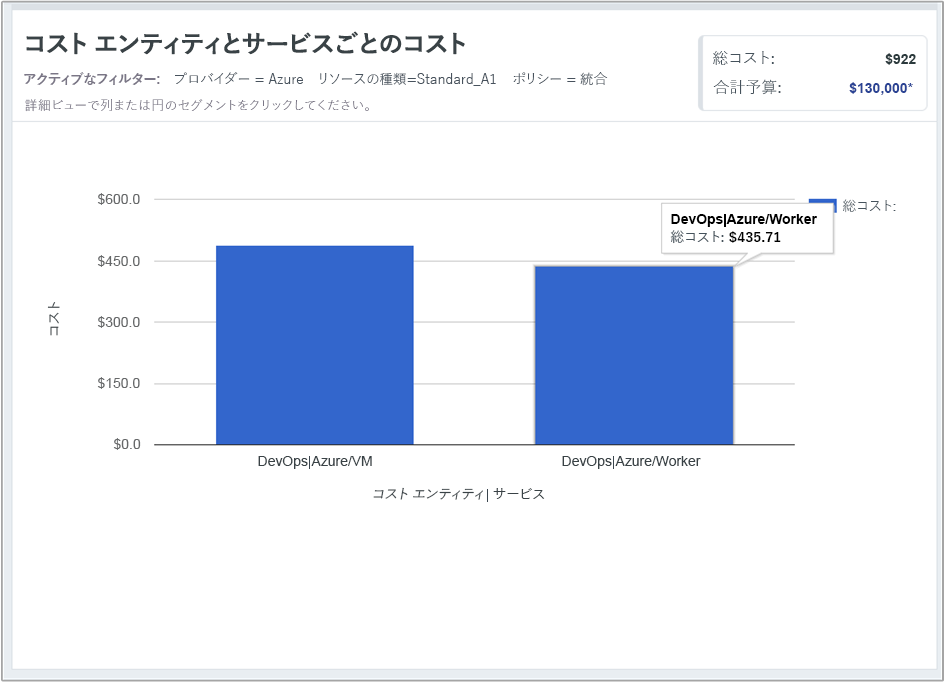 コスト エンティティとサービスごとのコスト
アクティブなフィルター: プロバイダー = Azure リソースの種類=Standard_A1 ポリシー = 統合
詳細ビューで列または円のセグメントをクリックしてください。
総コスト: $922
合計予算: $130,000*
$600.0
$450.0
$300.0
$150.0
$0.0
コスト
DevOps|Azure/Worker
総コスト: $435.71
総コスト:
DevOps|Azure/VM
DevOps|Azure/Worker
コスト エンティティ| サービス